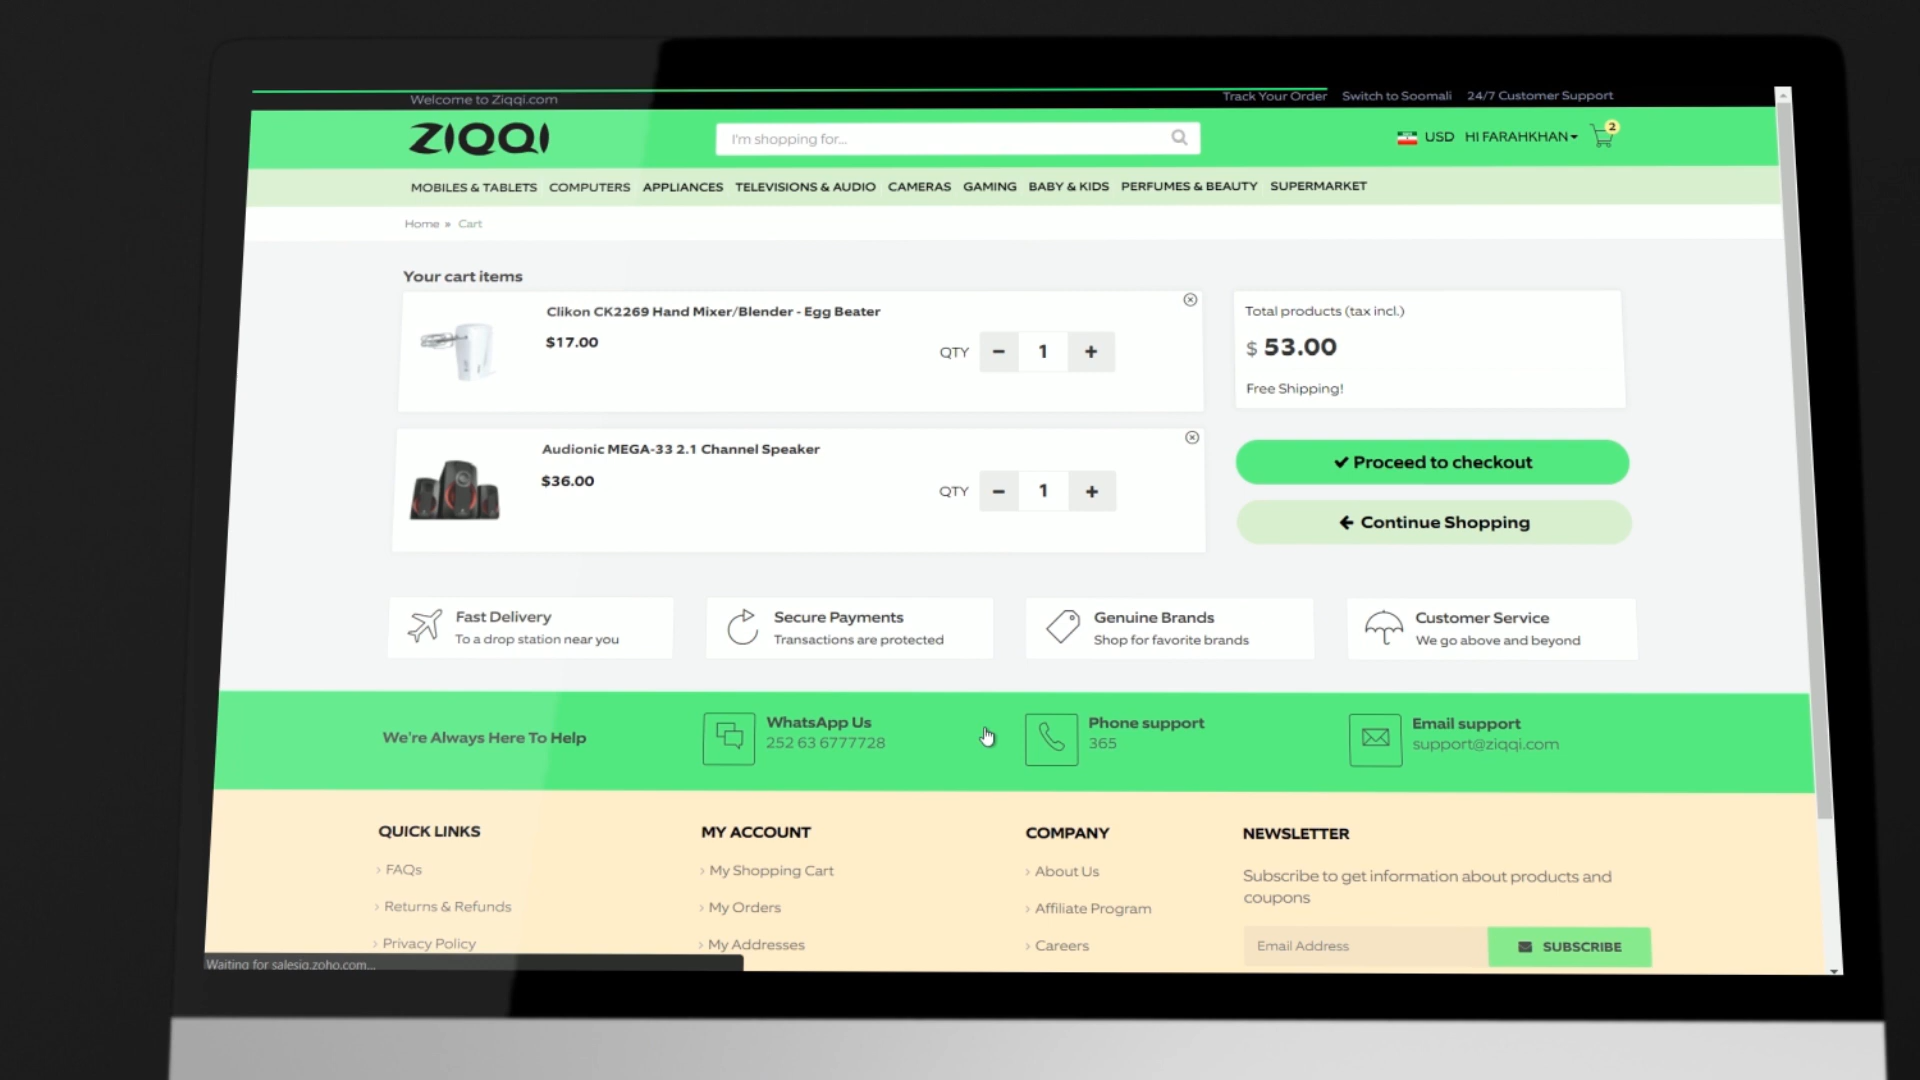 Welcome to Ziqqi.com
Track Your Order Switch to Soomali 24/7 Customer Support
ZIQQI
I'm shopping for...
USD HI FARAHKHAN
2
MOBILES & TABLETS COMPUTERS APPLIANCES TELEVISIONS & AUDIO CAMERAS GAMING BABY & KIDS PERFUMES & BEAUTY SUPERMARKET
Home » Cart
Your cart items
Clikon CK2269 Hand Mixer/Blender - Egg Beater
$17.00
QTY - 1 +
Audionic MEGA-33 2.1 Channel Speaker
$36.00
QTY - 1 +
Total products (tax incl.)
$ 53.00
Free Shipping!
Proceed to checkout
Continue Shopping
Fast Delivery
To a drop station near you
Secure Payments
Transactions are protected
Genuine Brands
Shop for favorite brands
Customer Service
We go above and beyond
We're Always Here To Help
WhatsApp Us
252 63 6777728
Phone support
365
Email support
support@ziqqi.com
QUICK LINKS
› FAQs
› Returns & Refunds
› Privacy Policy
MY ACCOUNT
› My Shopping Cart
› My Orders
› My Addresses
COMPANY
› About Us
› Affiliate Program
› Careers
NEWSLETTER
Subscribe to get information about products and
coupons
Email Address
SUBSCRIBE
Waiting for salesiq.zoho.com...